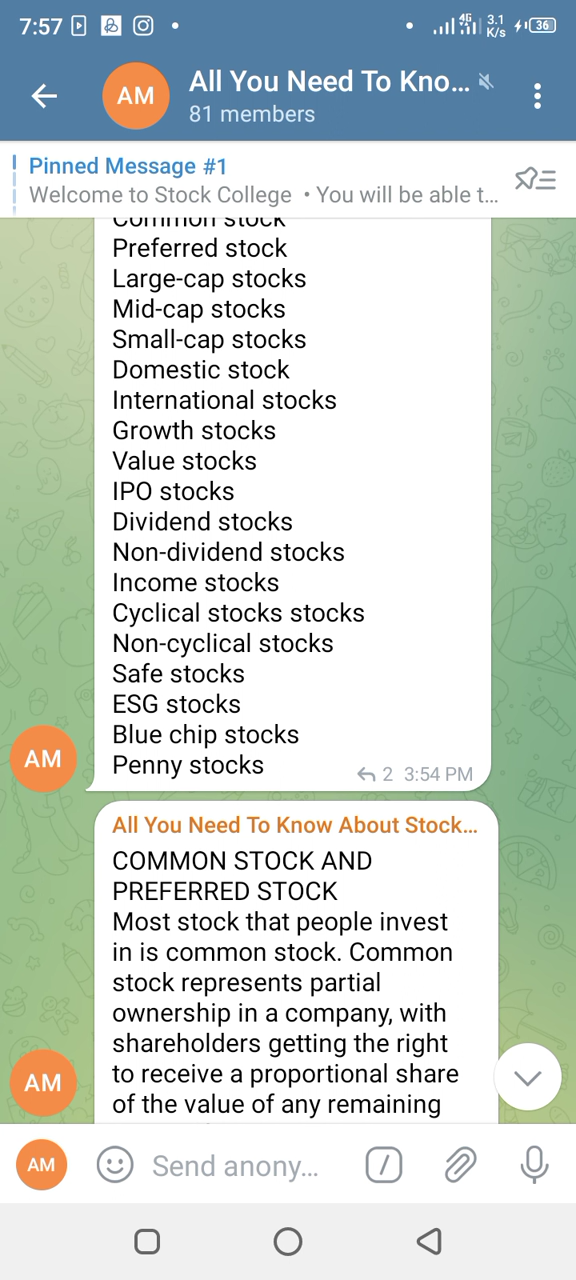 7:57
4G
3.1
K/s
36
AM
All You Need To Kno...
81 members
Pinned Message #1
Welcome to Stock College • You will be able t...
Common stock
Preferred stock
Large-cap stocks
Mid-cap stocks
Small-cap stocks
Domestic stock
International stocks
Growth stocks
Value stocks
IPO stocks
Dividend stocks
Non-dividend stocks
Income stocks
Cyclical stocks stocks
Non-cyclical stocks
Safe stocks
ESG stocks
Blue chip stocks
Penny stocks
2 3:54 PM
AM
All You Need To Know About Stock...
COMMON STOCK AND
PREFERRED STOCK
Most stock that people invest
in is common stock. Common
stock represents partial
ownership in a company, with
shareholders getting the right
to receive a proportional share
of the value of any remaining
AM
AM
Send anony...